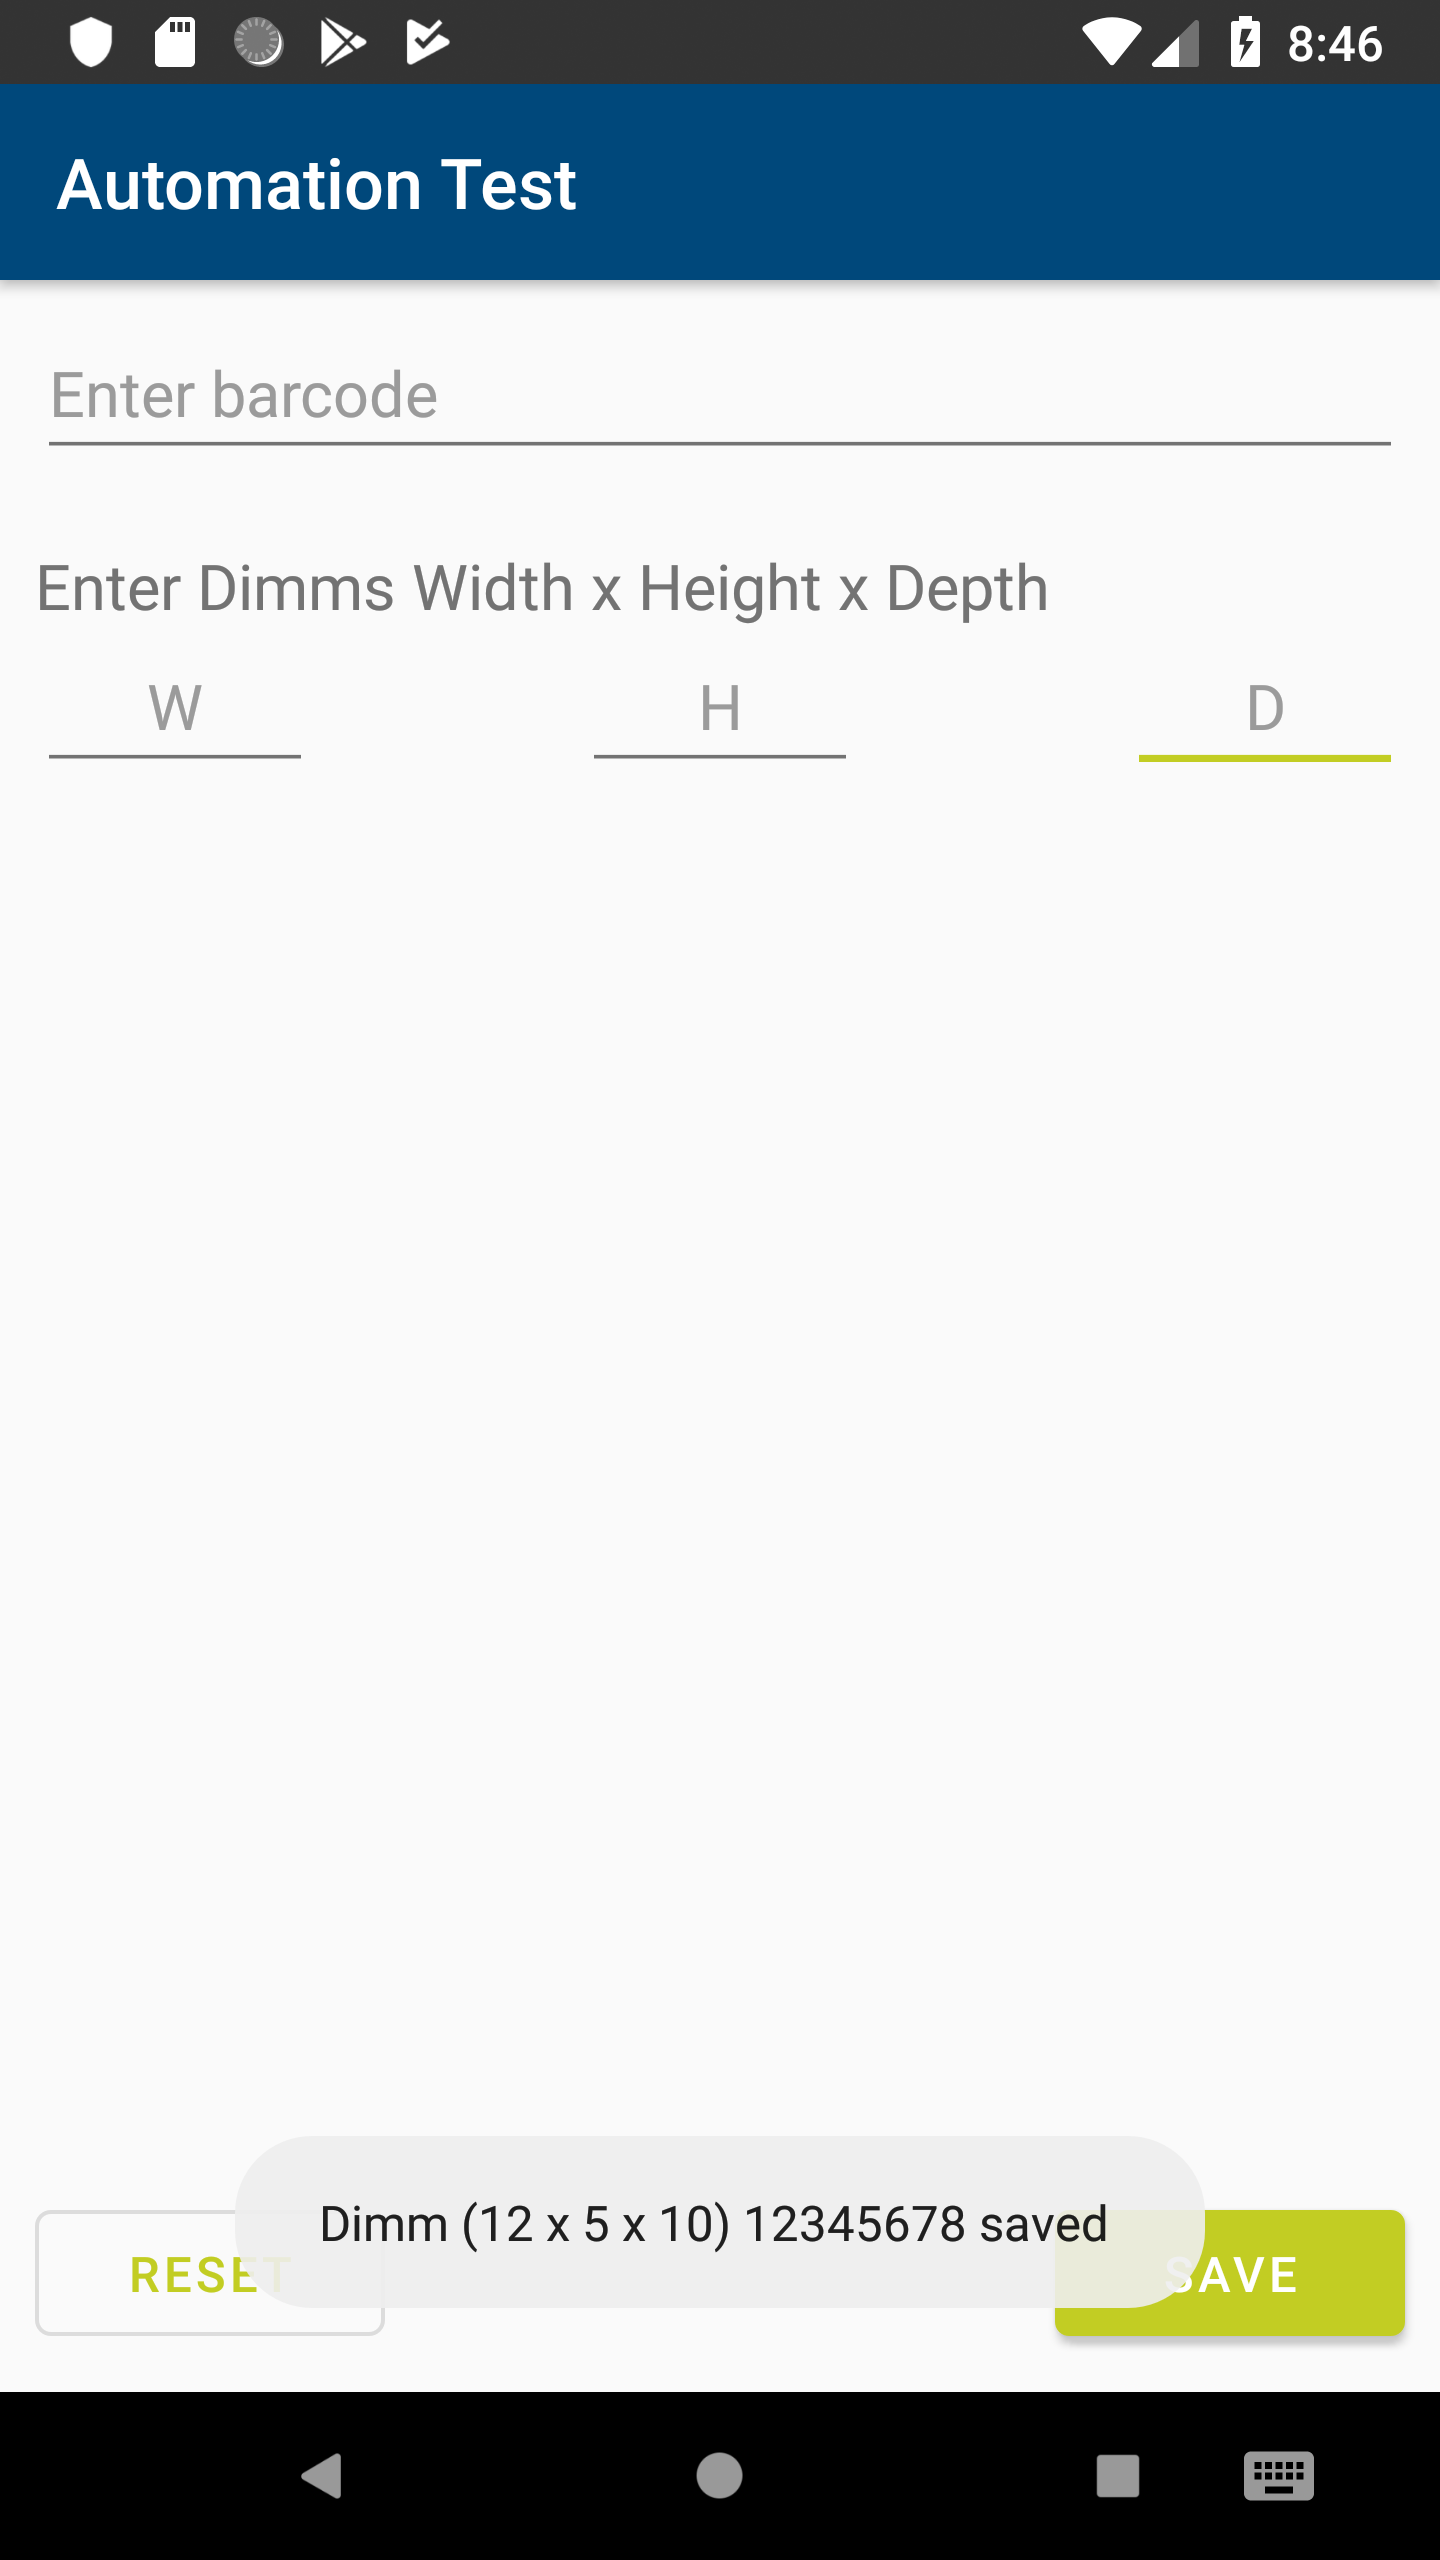 8:46
Automation Test
Enter barcode
Enter Dimms Width x Height x Depth
W H D
Dimm (12 x 5 x 10) 12345678 saved
RESET SAVE